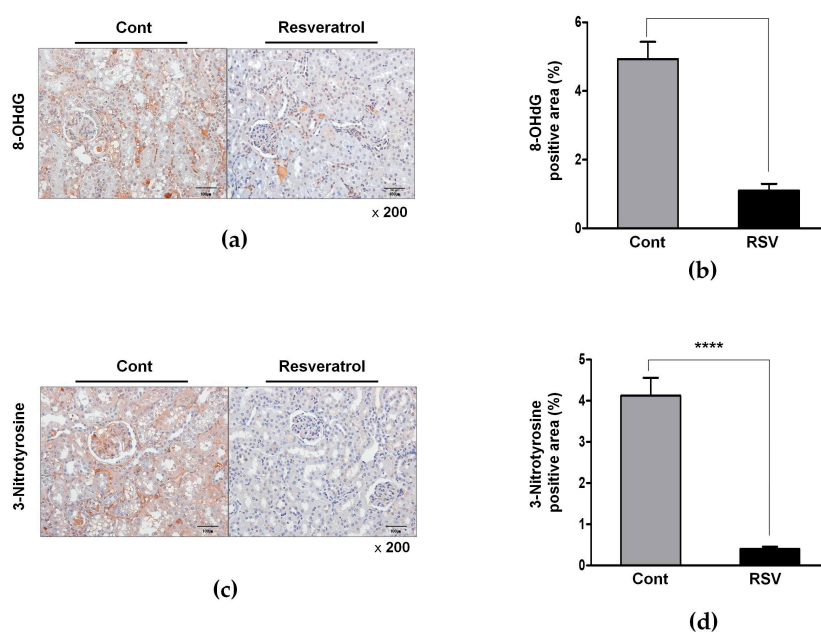 Cont Resveratrol
8-OHdG
x 200
(a)
8-OHdG
positive area (%)
6
4
2
0
Cont RSV
(b)
Cont Resveratrol
3-Nitrotyrosine
x 200
(c)
****
3-Nitrotyrosine
positive area (%)
5
4
3
2
1
0
Cont RSV
(d)